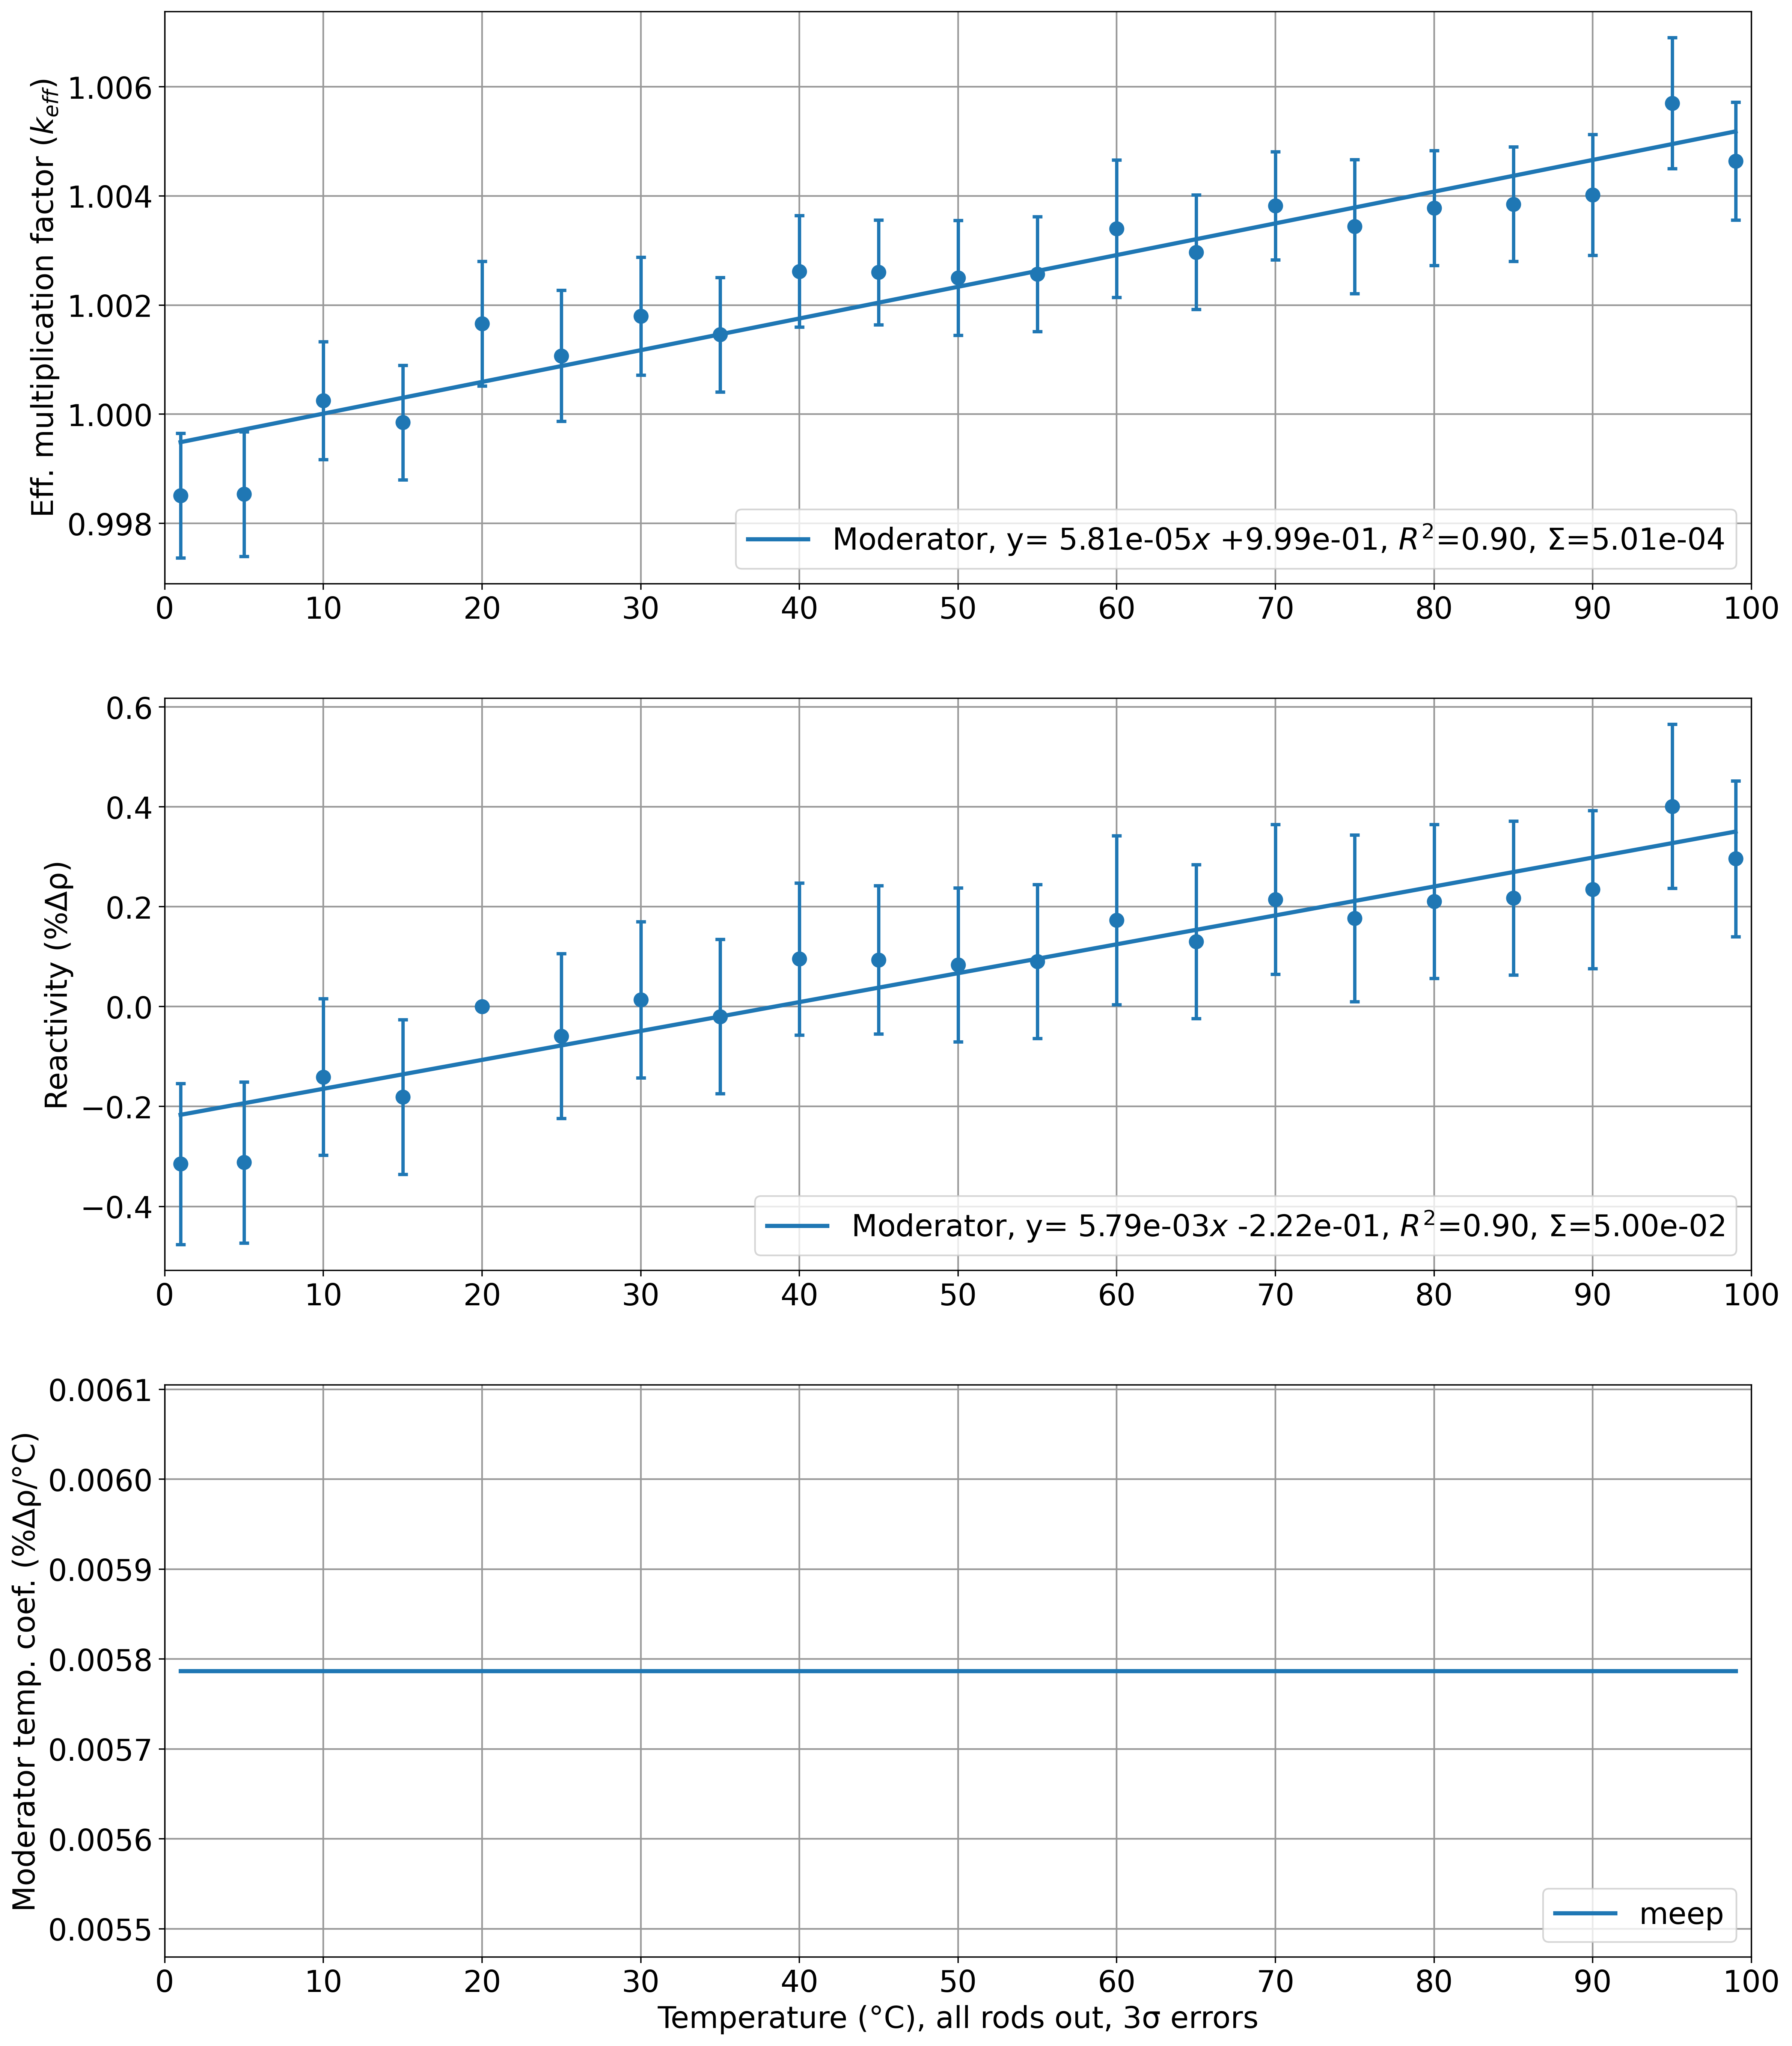 Eff. multiplication factor (k_eff)
1.006
1.004
1.002
1.000
0.998
Moderator, y= 5.81e-05x +9.99e-01, R²=0.90, Σ=5.01e-04
0 10 20 30 40 50 60 70 80 90 100
Reactivity (%Δρ)
0.6
0.4
0.2
0.0
−0.2
−0.4
Moderator, y= 5.79e-03x -2.22e-01, R²=0.90, Σ=5.00e-02
0 10 20 30 40 50 60 70 80 90 100
Moderator temp. coef. (%Δρ/°C)
0.0061
0.0060
0.0059
0.0058
0.0057
0.0056
0.0055
meep
0 10 20 30 40 50 60 70 80 90 100
Temperature (°C), all rods out, 3σ errors